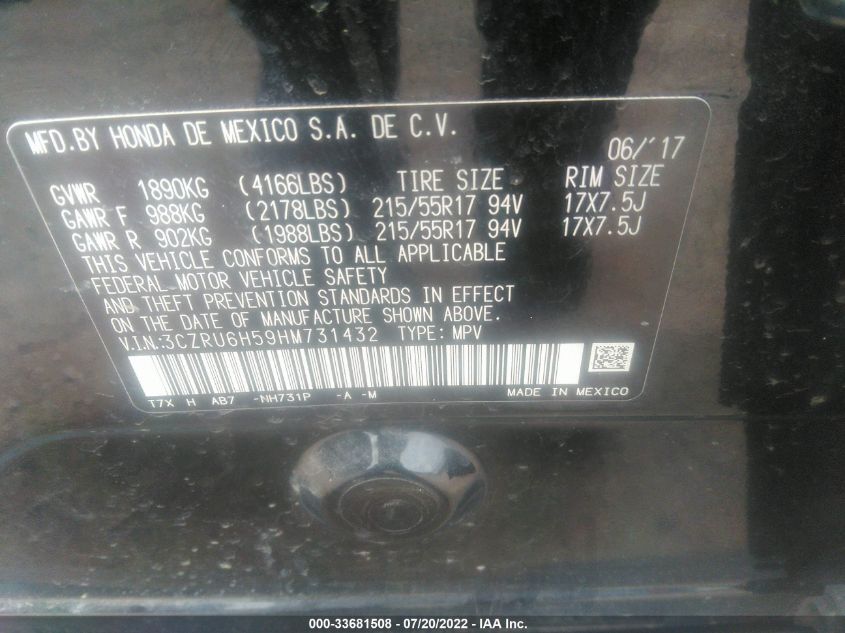 MFD.BY HONDA DE MEXICO S.A. DE C.V. 06/'17
GVWR 1890KG (4166LBS) TIRE SIZE RIM SIZE
GAWR F 988KG (2178LBS) 215/55R17 94V 17X7.5J
GAWR R 902KG (1988LBS) 215/55R17 94V 17X7.5J
THIS VEHICLE CONFORMS TO ALL APPLICABLE
FEDERAL MOTOR VEHICLE SAFETY
AND THEFT PREVENTION STANDARDS IN EFFECT
ON THE DATE OF MANUFACTURE SHOWN ABOVE.
V.I.N:3CZRU6H59HM731432 TYPE: MPV
T7X H AB7 -NH731P -A -M MADE IN MEXICO
000-33681508 - 07/20/2022 - IAA Inc.